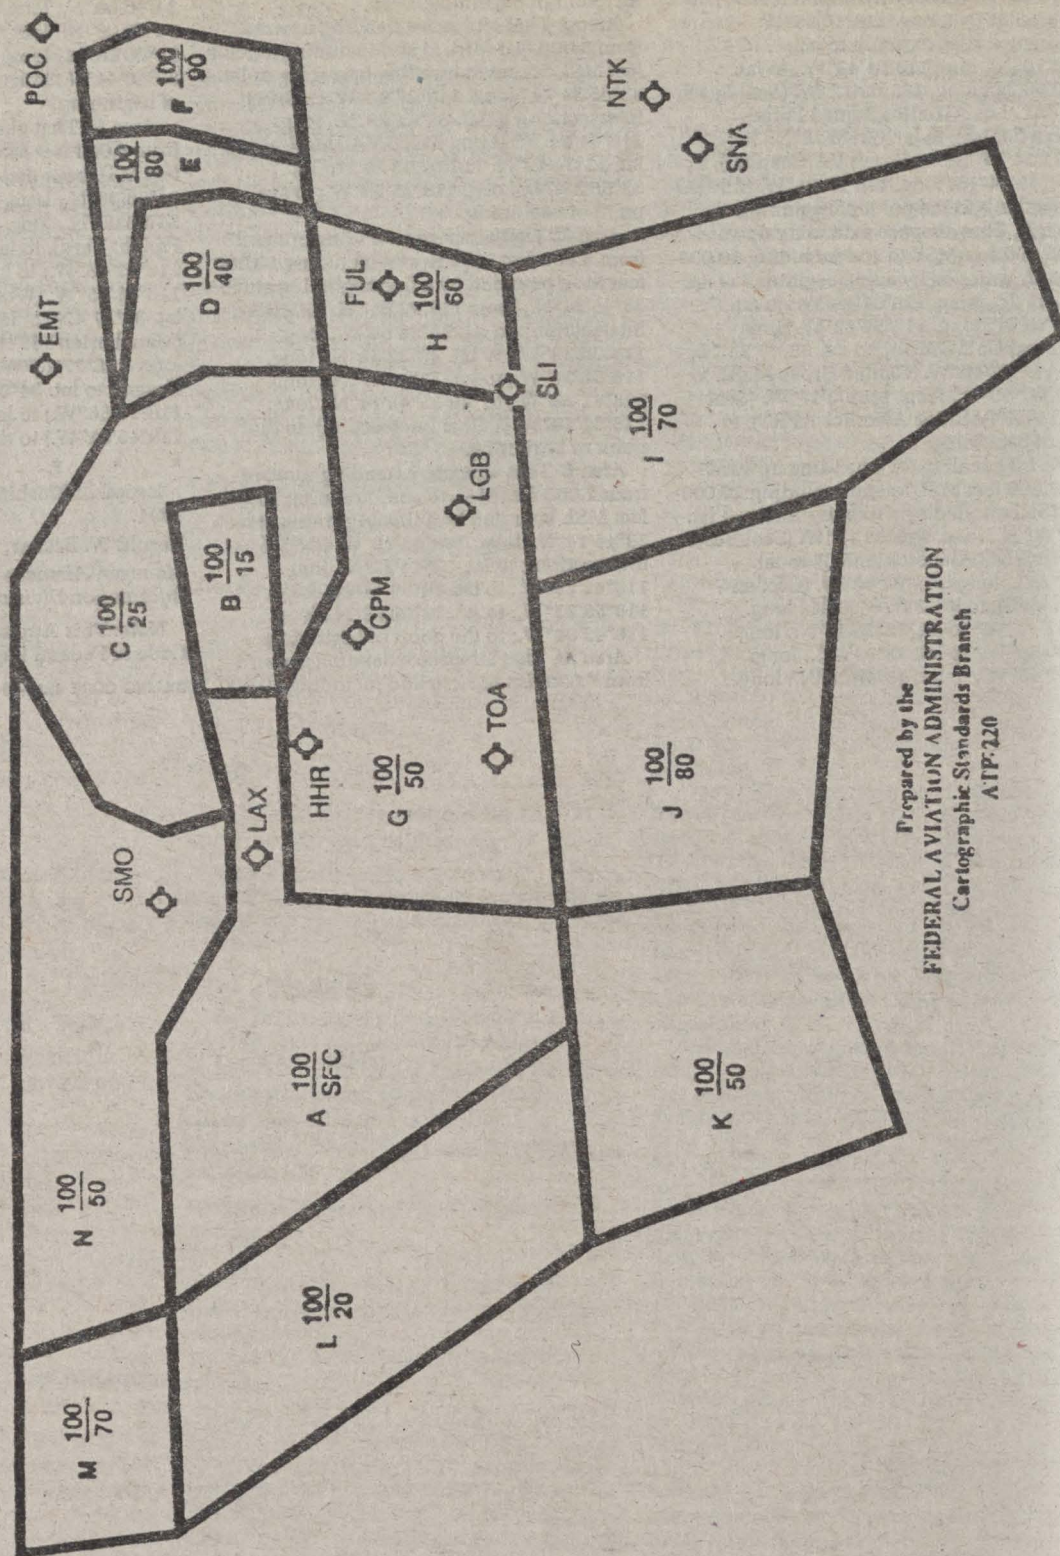 POC
EMT
F 100
90
100
80 E
D 100
40
C 100
25
B 100
15
SMO
LAX
N 100
50
M 100
70
A 100
SFC
L 100
20
HHR
CPM
G 100
50
TOA
LGB
FUL
H 100
60
SLI
NTK
SNA
I 100
70
J 100
80
K 100
50
Prepared by the
FEDERAL AVIATION ADMINISTRATION
Cartographic Standards Branch
ATP-220